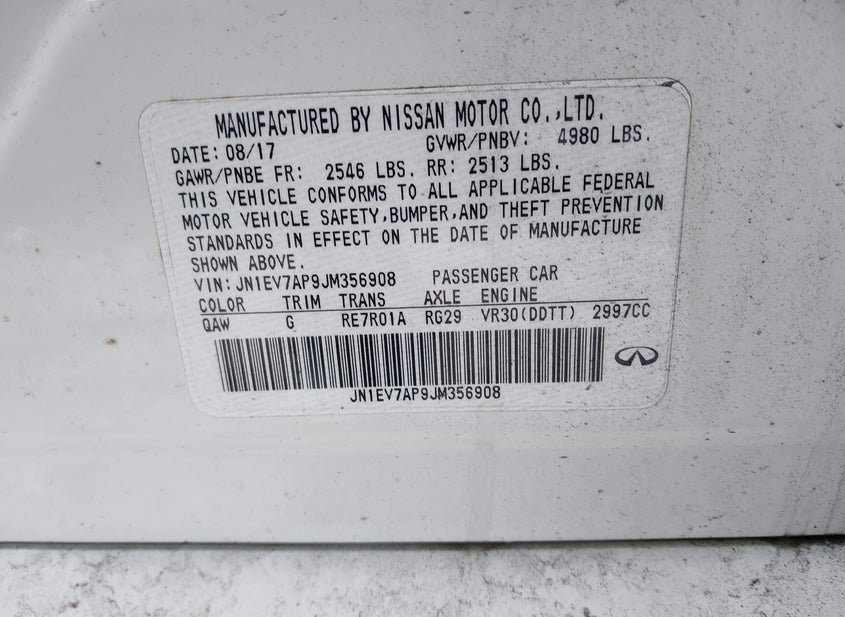 MANUFACTURED BY NISSAN MOTOR CO.,LTD.
DATE: 08/17 GVWR/PNBV: 4980 LBS.
GAWR/PNBE FR: 2546 LBS. RR: 2513 LBS.
THIS VEHICLE CONFORMS TO ALL APPLICABLE FEDERAL
MOTOR VEHICLE SAFETY,BUMPER,AND THEFT PREVENTION
STANDARDS IN EFFECT ON THE DATE OF MANUFACTURE
SHOWN ABOVE.
VIN: JN1EV7AP9JM356908 PASSENGER CAR
COLOR TRIM TRANS AXLE ENGINE
QAW G RE7R01A RG29 VR30(DDTT) 2997CC
JN1EV7AP9JM356908